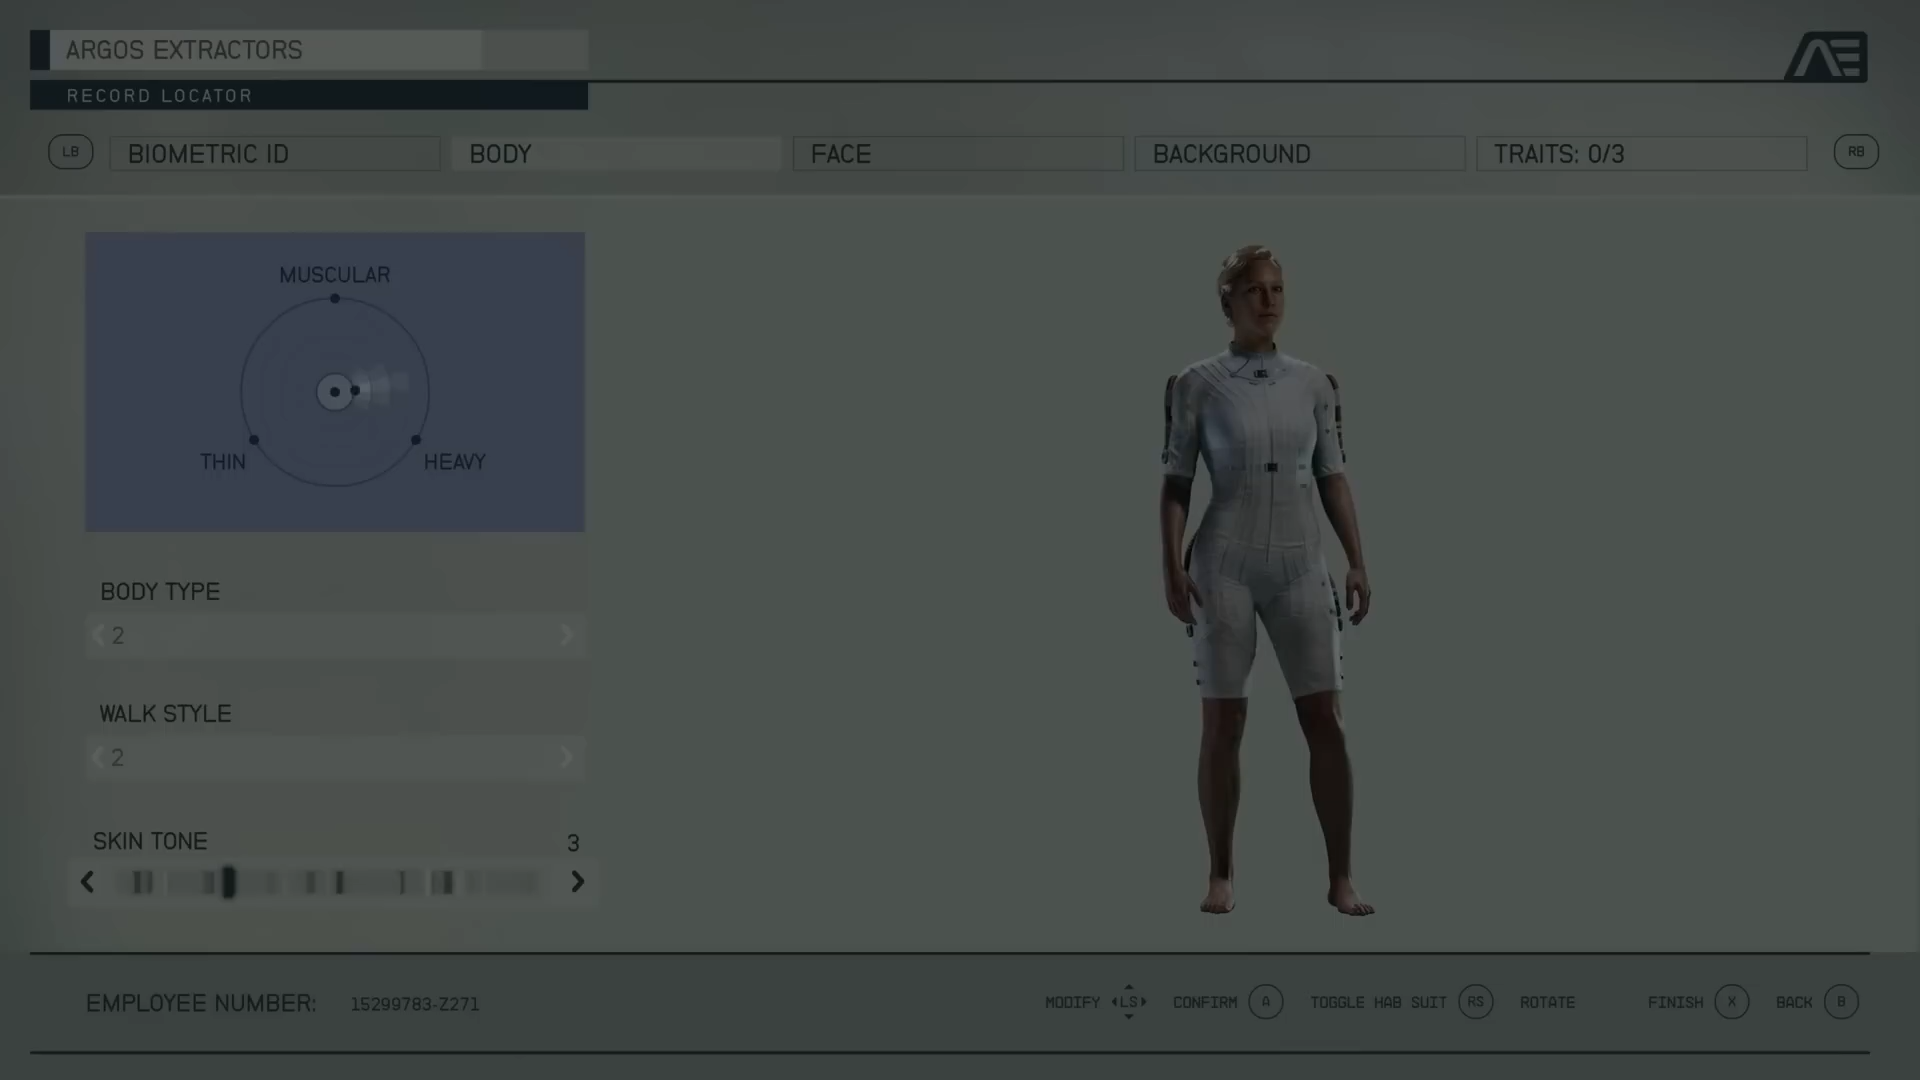 ARGOS EXTRACTORS
AE
RECORD LOCATOR
LB
BIOMETRIC ID
BODY
FACE
BACKGROUND
TRAITS: 0/3
RB
MUSCULAR
THIN
HEAVY
BODY TYPE
2
WALK STYLE
2
SKIN TONE
3
EMPLOYEE NUMBER: 15299783-Z271
MODIFY LS CONFIRM A TOGGLE HAB SUIT RS ROTATE FINISH X BACK B